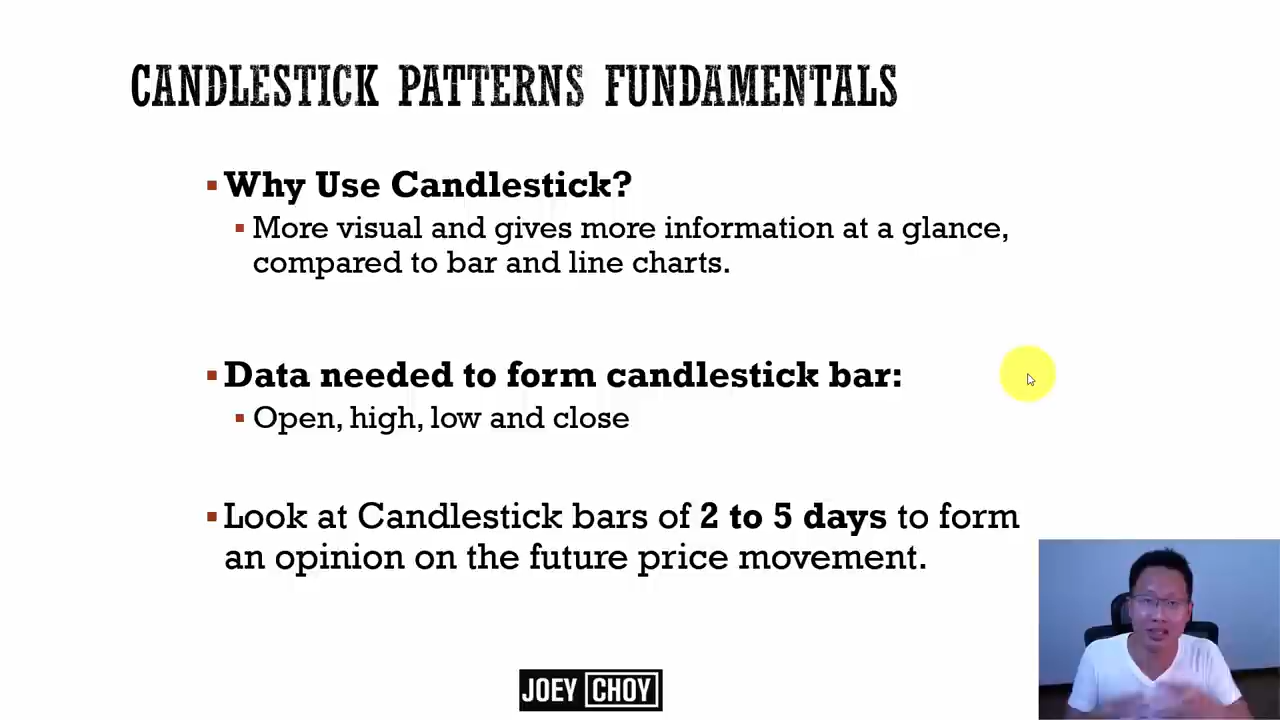 CANDLESTICK PATTERNS FUNDAMENTALS
Why Use Candlestick?
More visual and gives more information at a glance,
compared to bar and line charts.
Data needed to form candlestick bar:
Open, high, low and close
Look at Candlestick bars of 2 to 5 days to form
an opinion on the future price movement.
JOEY CHOY